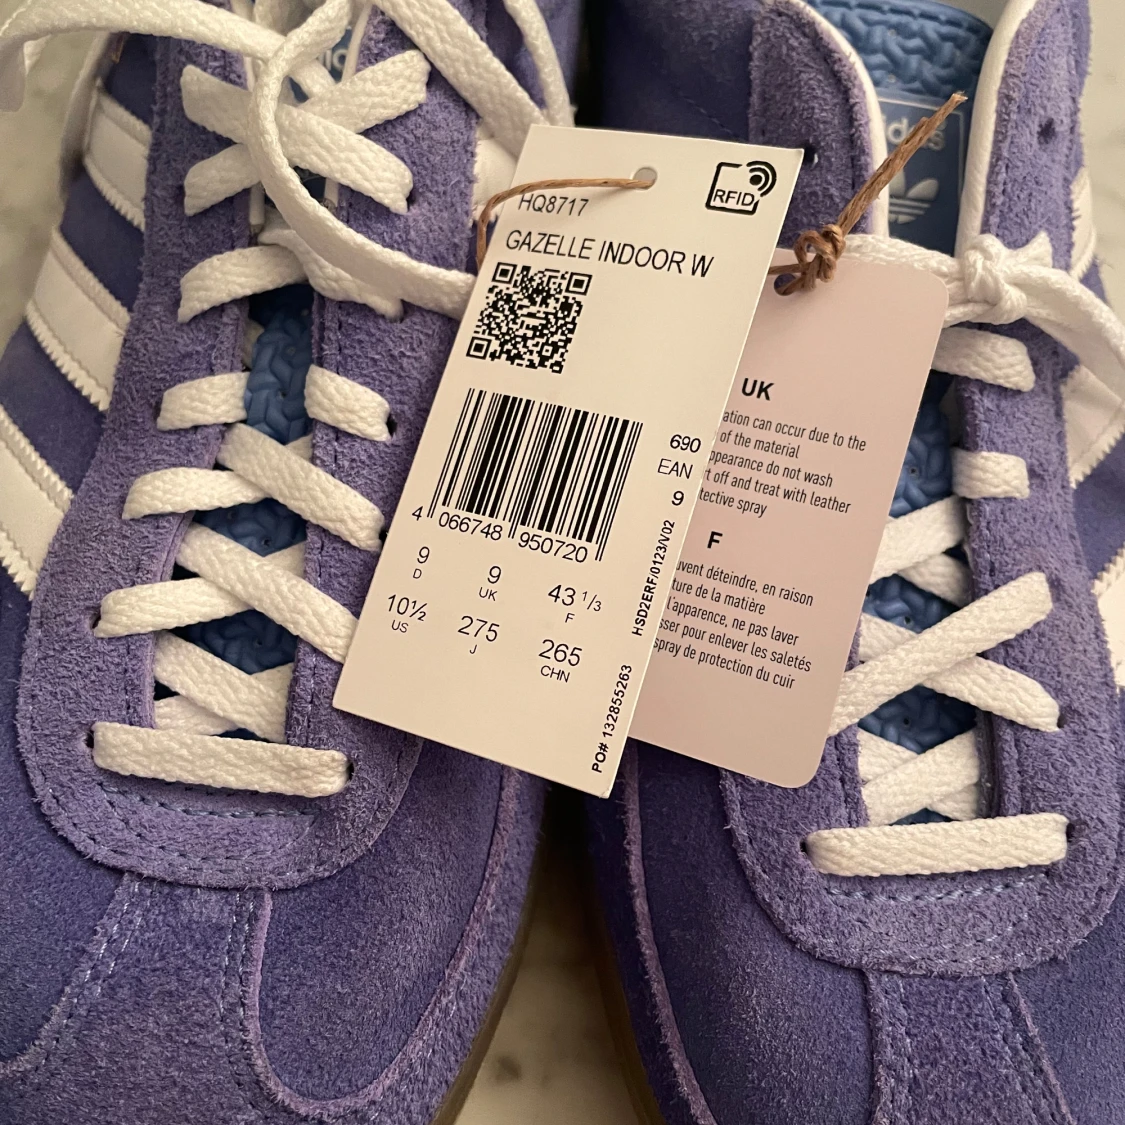 HQ8717
RFID
GAZELLE INDOOR W
690
EAN
9
4 066748 950720
9
D
9
UK
43 1/3
F
10½
US
275
J
265
CHN
HSD2ERF/0123/V02
PO# 132855263
UK
ation can occur due to the
of the material
ppearance do not wash
off and treat with leather
tective spray
F
uvent déteindre, en raison
ture de la matière
l'apparence, ne pas laver
sser pour enlever les saletés
spray de protection du cuir
adidas